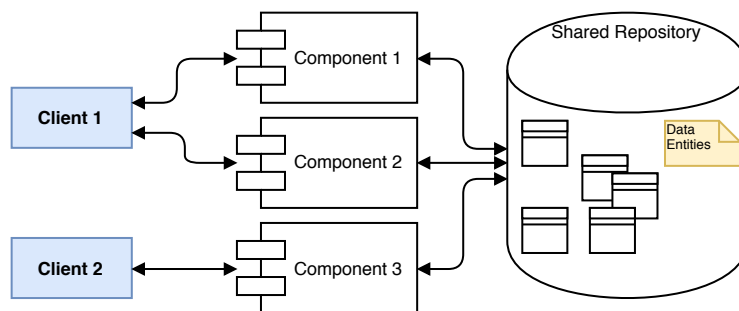 Shared Repository
Component 1
Client 1
Data
Entities
Component 2
Client 2
Component 3